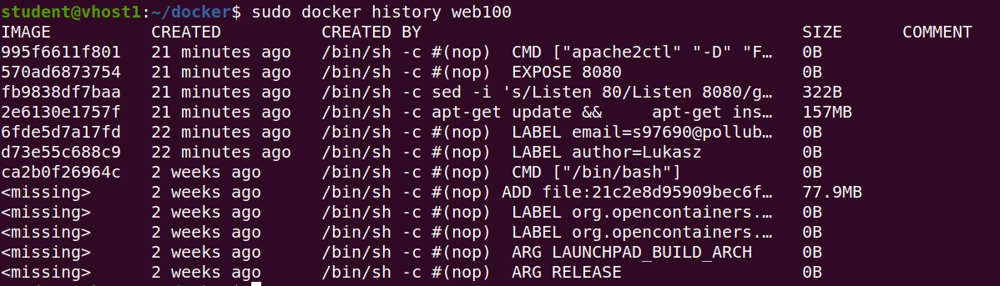 student@vhost1:~/docker$ sudo docker history web100
IMAGE CREATED CREATED BY SIZE COMMENT
995f6611f801 21 minutes ago /bin/sh -c #(nop) CMD ["apache2ctl" "-D" "F… 0B
570ad6873754 21 minutes ago /bin/sh -c #(nop) EXPOSE 8080 0B
fb9838df7baa 21 minutes ago /bin/sh -c sed -i 's/Listen 80/Listen 8080/g… 322B
2e6130e1757f 21 minutes ago /bin/sh -c apt-get update && apt-get ins… 157MB
6fde5d7a17fd 22 minutes ago /bin/sh -c #(nop) LABEL email=s97690@pollub… 0B
d73e55c688c9 22 minutes ago /bin/sh -c #(nop) LABEL author=Lukasz 0B
ca2b0f26964c 2 weeks ago /bin/sh -c #(nop) CMD ["/bin/bash"] 0B
<missing> 2 weeks ago /bin/sh -c #(nop) ADD file:21c2e8d95909bec6f… 77.9MB
<missing> 2 weeks ago /bin/sh -c #(nop) LABEL org.opencontainers.… 0B
<missing> 2 weeks ago /bin/sh -c #(nop) LABEL org.opencontainers.… 0B
<missing> 2 weeks ago /bin/sh -c #(nop) ARG LAUNCHPAD_BUILD_ARCH 0B
<missing> 2 weeks ago /bin/sh -c #(nop) ARG RELEASE 0B